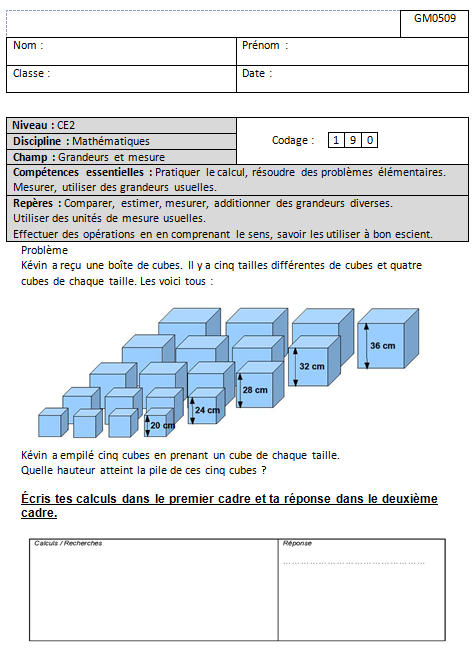 GM0509
Nom :
Prénom :
Classe :
Date :
Niveau : CE2
Discipline : Mathématiques
Champ : Grandeurs et mesure
Codage : 1 9 0
Compétences essentielles : Pratiquer le calcul, résoudre des problèmes élémentaires.
Mesurer, utiliser des grandeurs usuelles.
Repères : Comparer, estimer, mesurer, additionner des grandeurs diverses.
Utiliser des unités de mesure usuelles.
Effectuer des opérations en en comprenant le sens, savoir les utiliser à bon escient.
Problème
Kévin a reçu une boîte de cubes. Il y a cinq tailles différentes de cubes et quatre
cubes de chaque taille. Les voici tous :
36 cm
32 cm
28 cm
24 cm
20 cm
Kévin a empilé cinq cubes en prenant un cube de chaque taille.
Quelle hauteur atteint la pile de ces cinq cubes ?
Écris tes calculs dans le premier cadre et ta réponse dans le deuxième
cadre.
Calculs / Recherches
Réponse